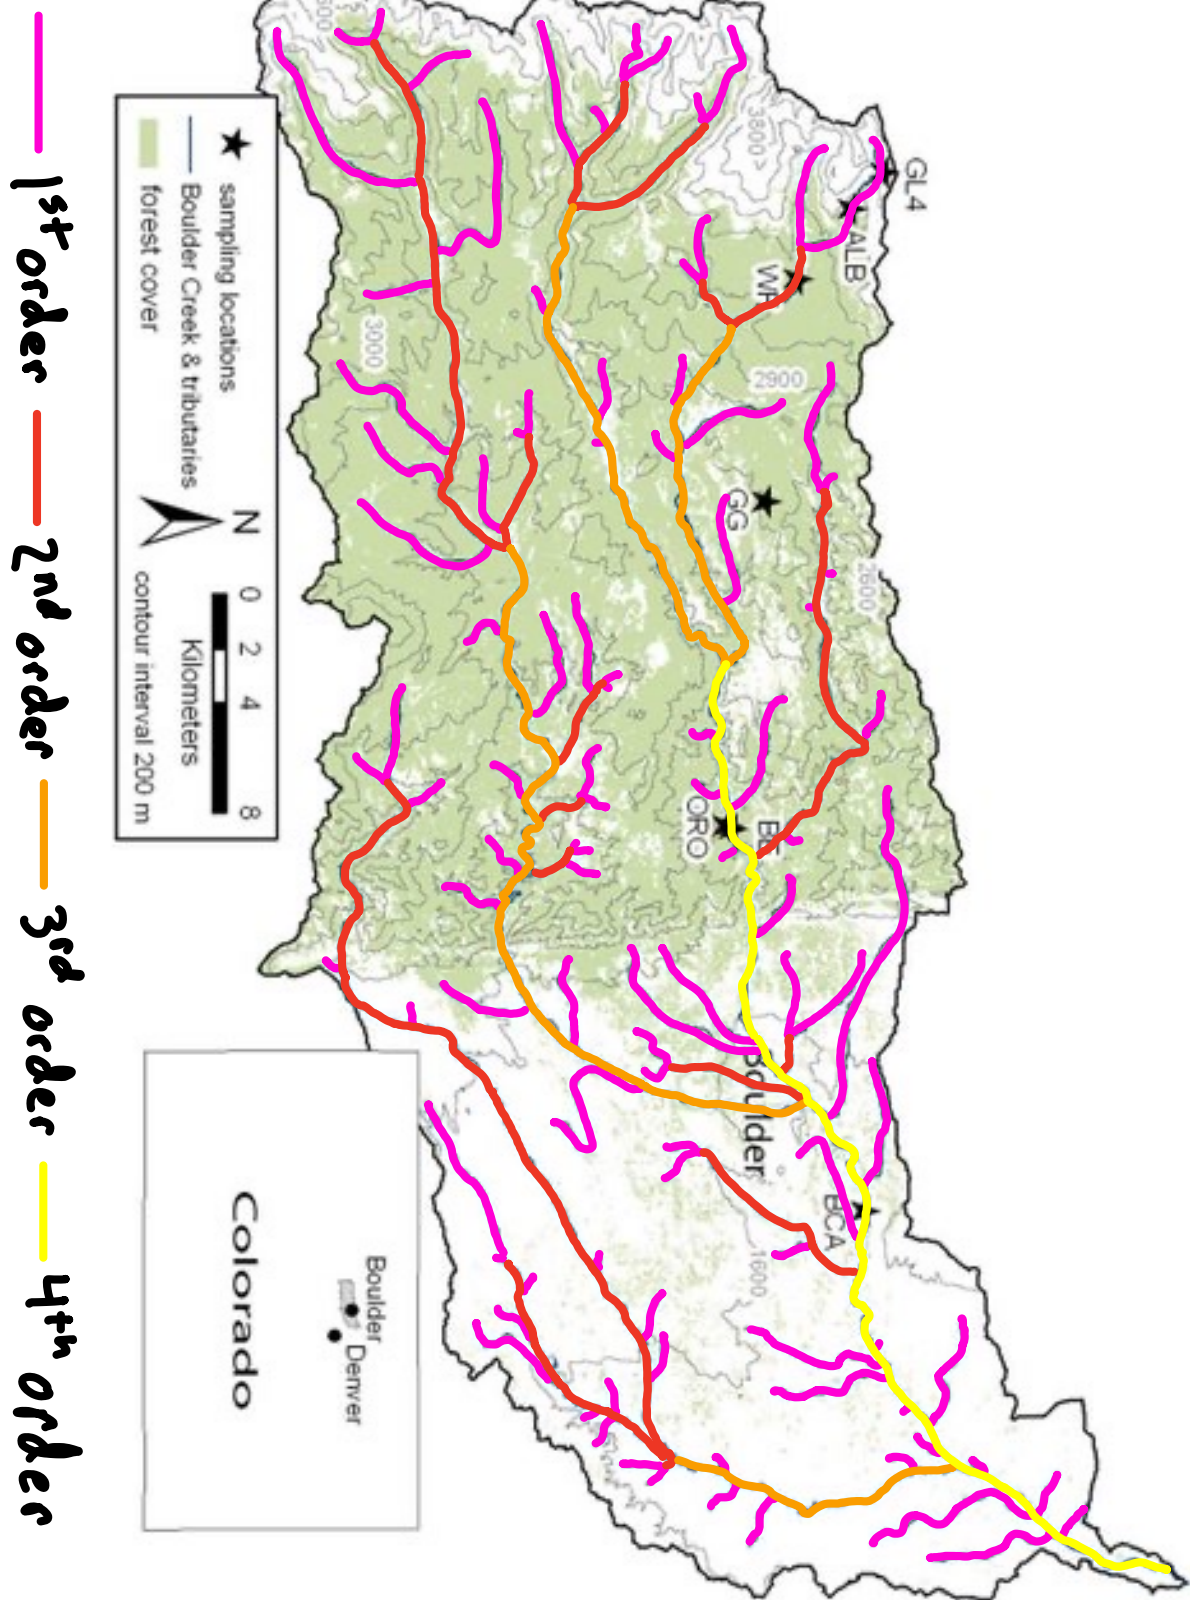 GL4
ALB
3800
3000
2900
GG
2600
ORO
Boulder
BCA
1600
★ sampling locations
Boulder Creek & tributaries
forest cover
N
0 2 4 8
Kilometers
contour interval 200 m
Boulder
Denver
Colorado
1st order
2nd order
3rd order
4th order